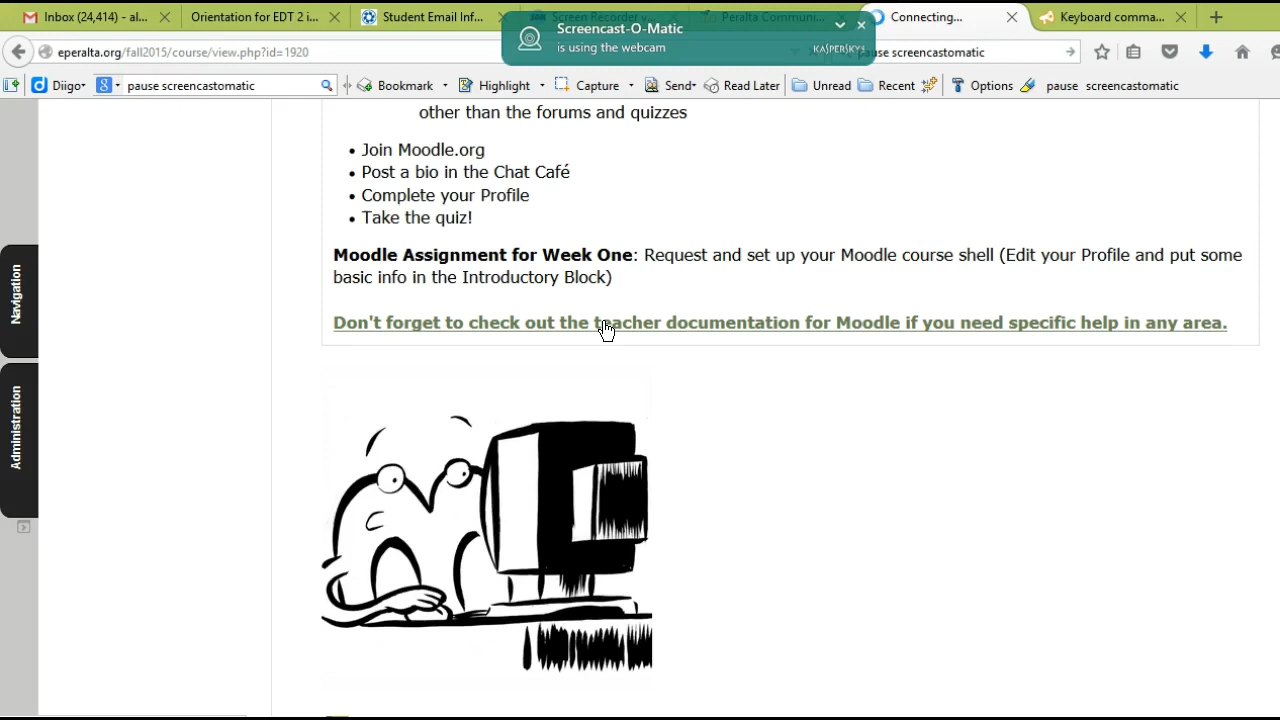 Inbox (24,414) - al...
Orientation for EDT 2 i...
Student Email Inf...
Screen Recorder
Peralta Communi...
Connecting...
Keyboard comma...
Screencast-O-Matic
is using the webcam
KASPERSKY
eperalta.org/fall2015/course/view.php?id=1920
pause screencastomatic
Diigo
pause screencastomatic
Bookmark
Highlight
Capture
Send
Read Later
Unread
Recent
Options
pause screencastomatic
other than the forums and quizzes
• Join Moodle.org
• Post a bio in the Chat Café
• Complete your Profile
• Take the quiz!
Moodle Assignment for Week One: Request and set up your Moodle course shell (Edit your Profile and put some
basic info in the Introductory Block)
Don't forget to check out the teacher documentation for Moodle if you need specific help in any area.
Navigation
Administration